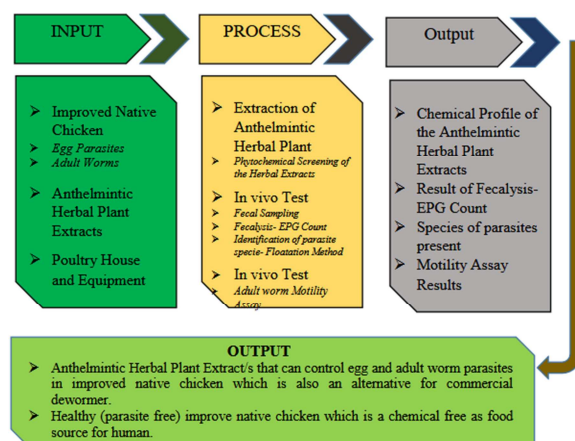 INPUT
Improved Native
Chicken
Egg Parasites
Adult Worms
Anthelmintic
Herbal Plant
Extracts
Poultry House
and Equipment
PROCESS
Extraction of
Anthelmintic
Herbal Plant
Phytochemical Screening of
the Herbal Extracts
In vivo Test
Fecal Sampling
Fecalysis- EPG Count
Identification of parasite
specie- Floatation Method
In vivo Test
Adult worm Motility
Assay
Output
Chemical Profile of
the Anthelmintic
Herbal Plant
Extracts
Result of Fecalysis-
EPG Count
Species of parasites
present
Motility Assay
Results
OUTPUT
Anthelmintic Herbal Plant Extract/s that can control egg and adult worm parasites
in improved native chicken which is also an alternative for commercial
dewormer.
Healthy (parasite free) improve native chicken which is a chemical free as food
source for human.